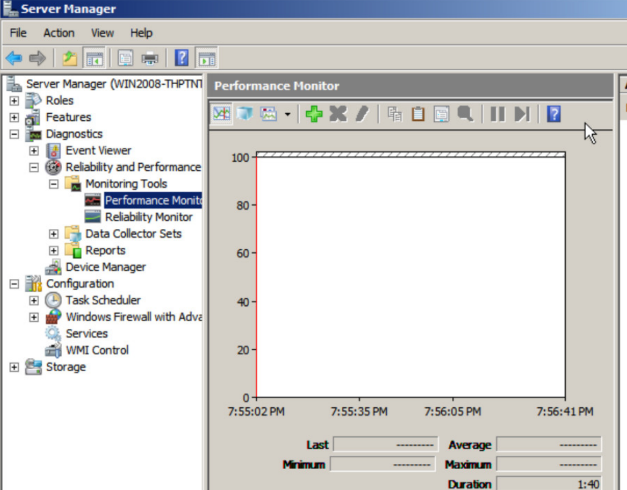 Server Manager
File Action View Help
Server Manager (WIN2008-THPTNT
Roles
Features
Diagnostics
Event Viewer
Reliability and Performance
Monitoring Tools
Performance Monito
Reliability Monitor
Data Collector Sets
Reports
Device Manager
Configuration
Task Scheduler
Windows Firewall with Adva
Services
WMI Control
Storage
Performance Monitor
100
80
60
40
20
0
7:55:02 PM 7:55:35 PM 7:56:05 PM 7:56:41 PM
Last --------- Average ---------
Minimum --------- Maximum ---------
Duration 1:40